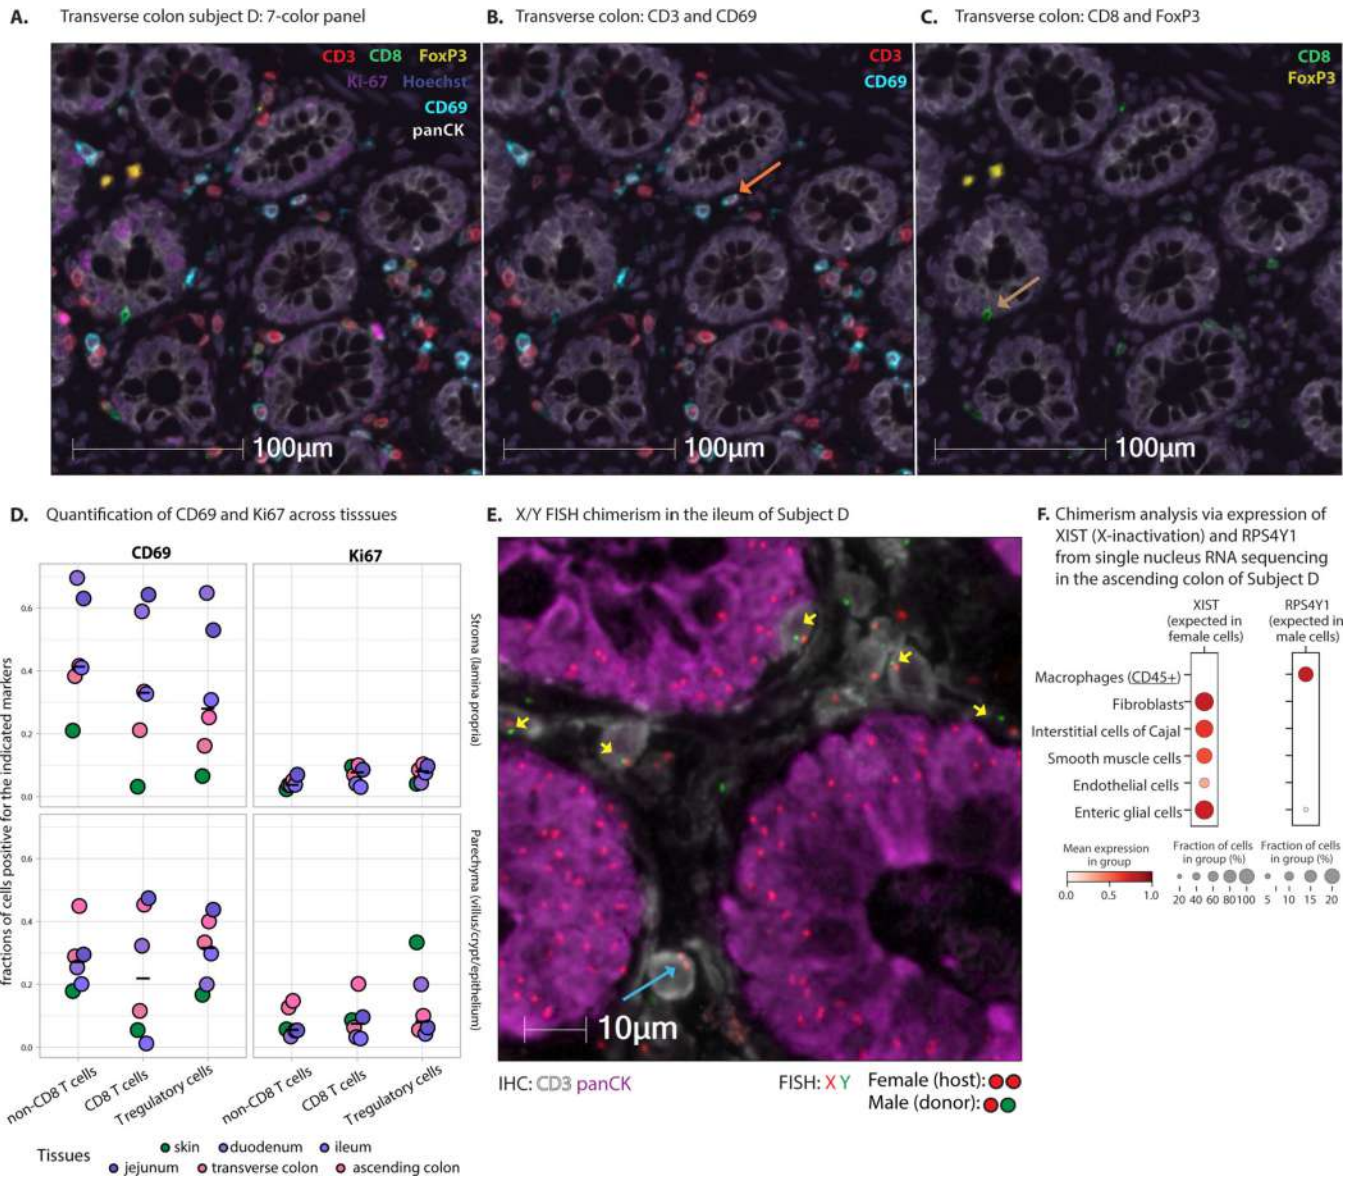 A. Transverse colon subject D: 7-color panel
CD3 CD8 FoxP3
Ki-67 Hoechst
CD69
panCK
100μm
B. Transverse colon: CD3 and CD69
CD3
CD69
100μm
C. Transverse colon: CD8 and FoxP3
CD8
FoxP3
100μm
D. Quantification of CD69 and Ki67 across tisssues
CD69 Ki67
fractions of cells positive for the indicated markers
0.6
0.4
0.2
0.0
Stroma (lamina propria)
0.6
0.4
0.2
0.0
Parechyma (villus/crypt/epithelium)
non-CD8 T cells
CD8 T cells
Tregulatory cells
non-CD8 T cells
CD8 T cells
Tregulatory cells
Tissues
skin duodenum ileum
jejunum transverse colon ascending colon
E. X/Y FISH chimerism in the ileum of Subject D
10μm
IHC: CD3 panCK
FISH: X Y
Female (host):
Male (donor):
F. Chimerism analysis via expression of
XIST (X-inactivation) and RPS4Y1
from single nucleus RNA sequencing
in the ascending colon of Subject D
XIST
(expected in
female cells)
RPS4Y1
(expected in
male cells)
Macrophages (CD45+)
Fibroblasts
Interstitial cells of Cajal
Smooth muscle cells
Endothelial cells
Enteric glial cells
Mean expression
in group
0.0 0.5 1.0
Fraction of cells
in group (%)
20 40 60 80 100
Fraction of cells
in group (%)
5 10 15 20